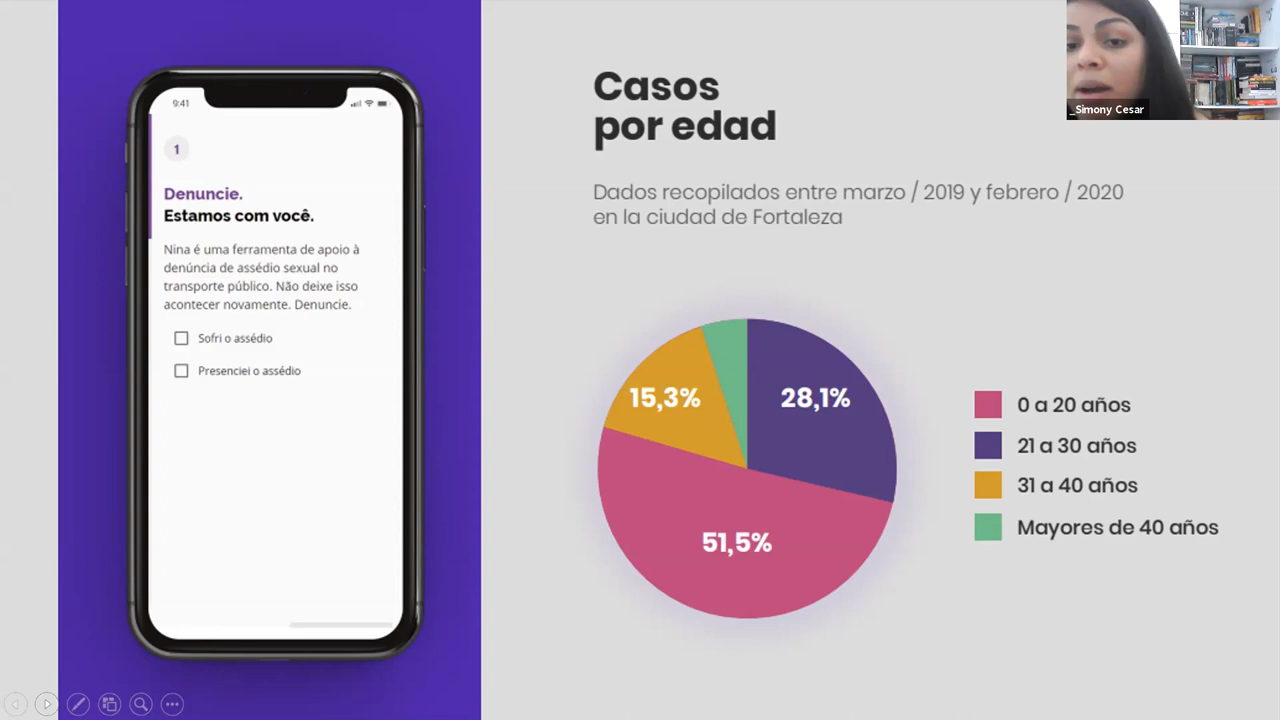 9:41
1
Denuncie.
Estamos com você.
Nina é uma ferramenta de apoio à
denúncia de assédio sexual no
transporte público. Não deixe isso
acontecer novamente. Denuncie.
Sofri o assédio
Presenciei o assédio
Casos
por edad
Dados recopilados entre marzo / 2019 y febrero / 2020
en la ciudad de Fortaleza
15,3%
28,1%
51,5%
0 a 20 años
21 a 30 años
31 a 40 años
Mayores de 40 años
_Simony Cesar